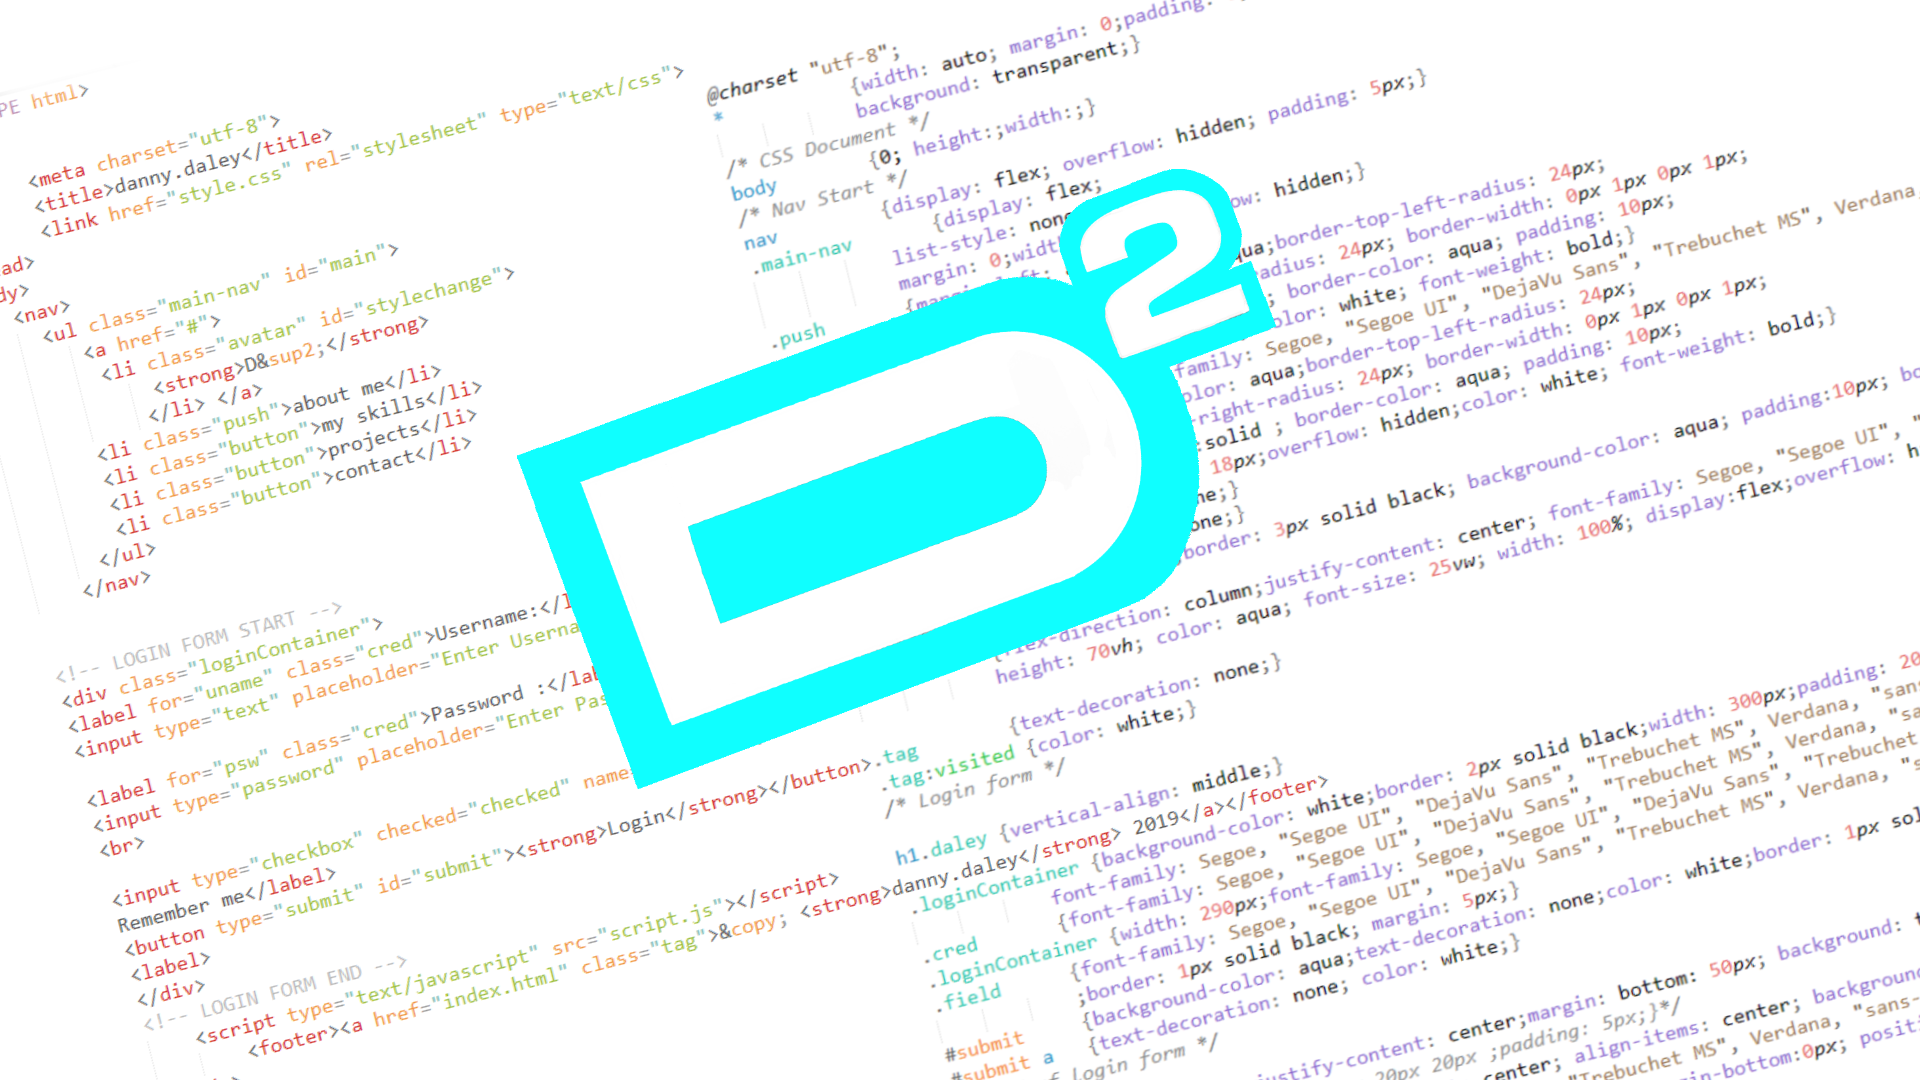 PE html>
<meta charset="utf-8">
<title>danny.daley</title>
<link href="style.css" rel="stylesheet" type="text/css">
ad>
dy>
<nav>
<ul class="main-nav" id="main">
<a href="#">
<li class="avatar" id="stylechange">
<strong>D&sup2;</strong>
</li> </a>
<li class="push">about me</li>
<li class="button">my skills</li>
<li class="button">projects</li>
<li class="button">contact</li>
</ul>
</nav>
<!-- LOGIN FORM START -->
<div class="loginContainer">
<label for="uname" class="cred">Username:</l
<input type="text" placeholder="Enter Userna
<label for="psw" class="cred">Password :</lab
<input type="password" placeholder="Enter Pas
<br>
<input type="checkbox" checked="checked" name=
Remember me</label>
<button type="submit" id="submit"><strong>Login</strong></button>
<label>
</div>
<!-- LOGIN FORM END -->
<script type="text/javascript" src="script.js"></script>
<footer><a href="index.html" class="tag">&copy; <strong>danny.daley</strong> 2019</a></footer>
D2
@charset "utf-8";
*
{width: auto; margin: 0;padding:
background: transparent;}
/* CSS Document */
body
{0; height:;width:;}
/* Nav Start */
nav
{display: flex; overflow: hidden; padding: 5px;}
.main-nav
{display: flex;
ow: hidden;}
list-style: none
margin: 0;widt
.push
qua;border-top-left-radius: 24px;
adius: 24px; border-width: 0px 1px 0px 1px;
; border-color: aqua; padding: 10px;
olor: white; font-weight: bold;}
family: Segoe, "Segoe UI", "DejaVu Sans", "Trebuchet MS", Verdana,
olor: aqua;border-top-left-radius: 24px;
-right-radius: 24px; border-width: 0px 1px 0px 1px;
:solid ; border-color: aqua; padding: 10px;
18px;overflow: hidden;color: white; font-weight: bold;}
ne;}
one;}
border: 3px solid black; background-color: aqua; padding:10px; bo
column;justify-content: center; font-family: Segoe, "Segoe UI", "
{flex-direction:
height: 70vh; color: aqua; font-size: 25vw; width: 100%; display:flex;overflow: h
{text-decoration: none;}
.tag
.tag:visited {color: white;}
/* Login form */
h1.daley {vertical-align: middle;}
.loginContainer {background-color: white;border: 2px solid black;width: 300px;padding: 20
font-family: Segoe, "Segoe UI", "DejaVu Sans", "Trebuchet MS", Verdana, "sans
.cred
{font-family: Segoe, "Segoe UI", "DejaVu Sans", "Trebuchet MS", Verdana, "sa
.loginContainer {width: 290px;font-family: Segoe, "Segoe UI", "DejaVu Sans", "Trebuchet
.field
{font-family: Segoe, "Segoe UI", "DejaVu Sans", "Trebuchet MS", Verdana, "s
;border: 1px solid black; margin: 5px;}
#submit
{background-color: aqua;text-decoration: none;color: white;border: 1px sol
#submit a
{text-decoration: none; color: white;}
Login form */
ustify-content: center;margin: bottom: 50px; background: t
20px 20px ;padding: 5px;}*/
center; align-items: center; background
"Trebuchet MS", Verdana, "sans-
n-bottom:0px; positi